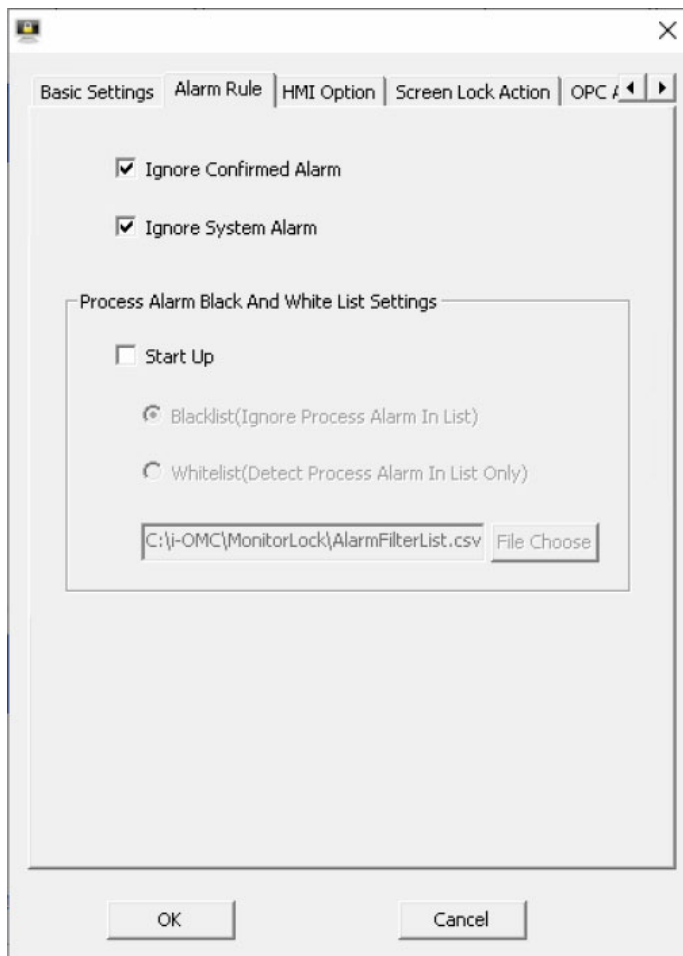 Basic Settings Alarm Rule HMI Option Screen Lock Action OPC
Ignore Confirmed Alarm
Ignore System Alarm
Process Alarm Black And White List Settings
Start Up
Blacklist(Ignore Process Alarm In List)
Whitelist(Detect Process Alarm In List Only)
C:\i-OMC\MonitorLock\AlarmFilterList.csv File Choose
OK Cancel